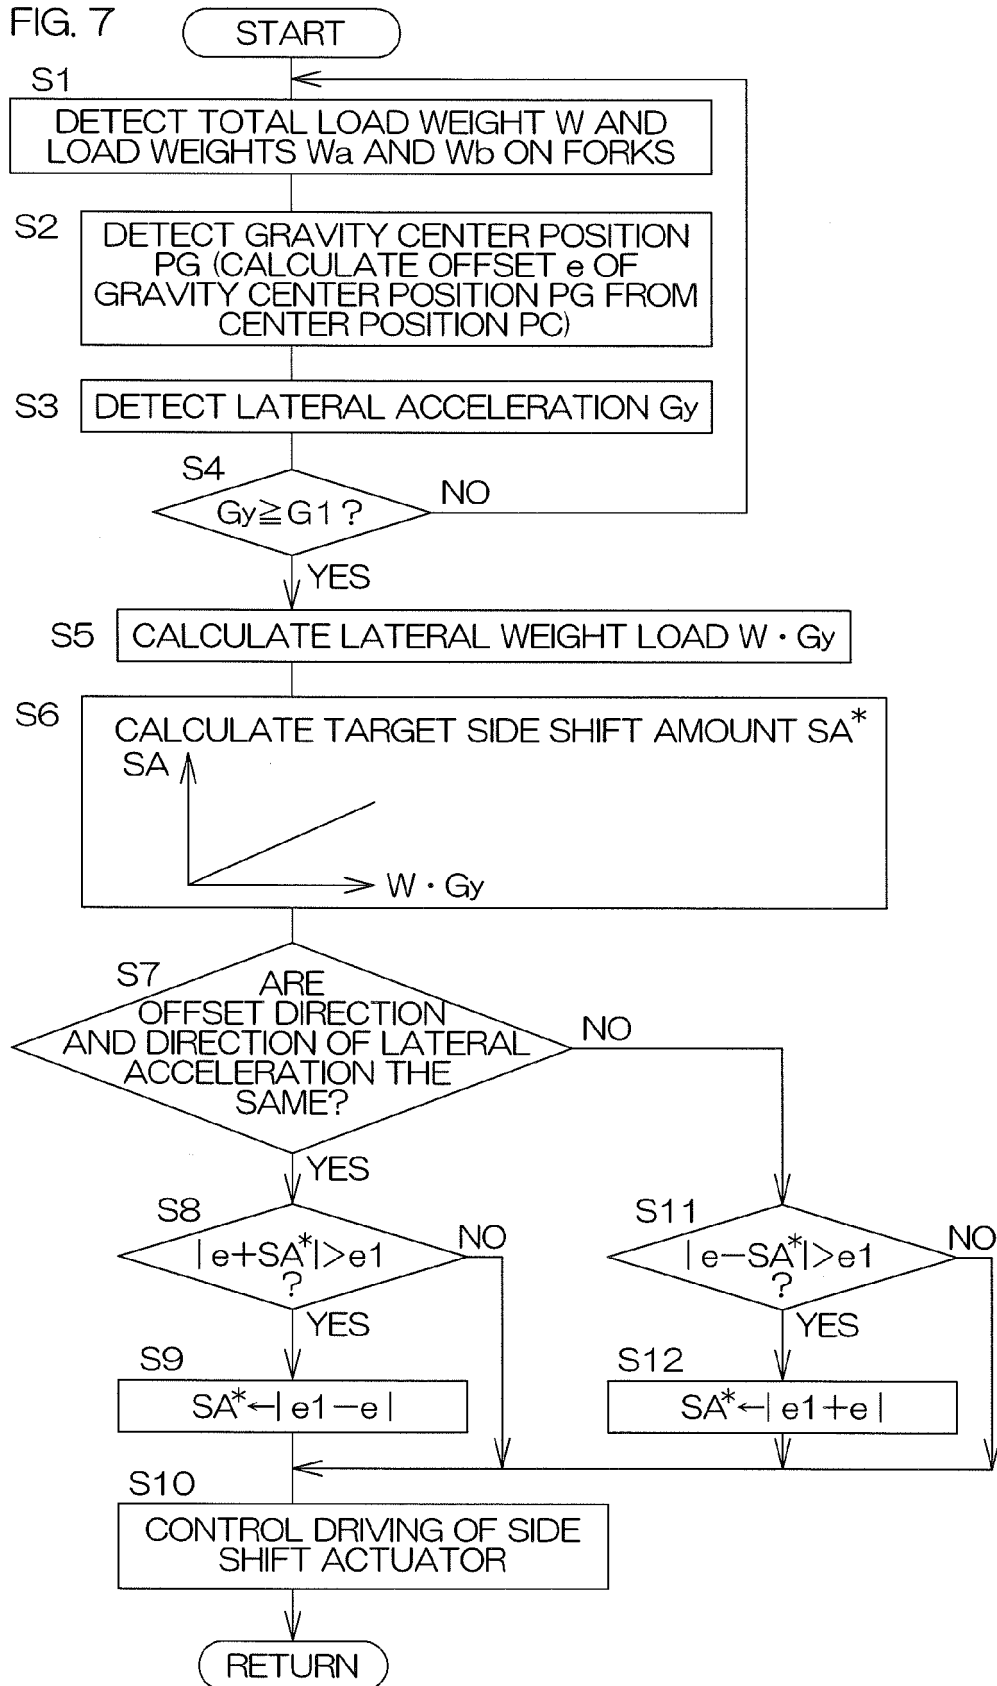 FIG. 7
START
S1
DETECT TOTAL LOAD WEIGHT W AND
LOAD WEIGHTS Wa AND Wb ON FORKS
S2
DETECT GRAVITY CENTER POSITION
PG (CALCULATE OFFSET e OF
GRAVITY CENTER POSITION PG FROM
CENTER POSITION PC)
S3
DETECT LATERAL ACCELERATION Gy
S4
Gy≧G1?
NO
YES
S5
CALCULATE LATERAL WEIGHT LOAD W・Gy
S6
CALCULATE TARGET SIDE SHIFT AMOUNT SA*
SA
W・Gy
S7
ARE
OFFSET DIRECTION
AND DIRECTION OF LATERAL
ACCELERATION THE
SAME?
NO
YES
S8
|e+SA*|>e1
?
NO
YES
S9
SA*←|e1−e|
S11
|e−SA*|>e1
?
NO
YES
S12
SA*←|e1+e|
S10
CONTROL DRIVING OF SIDE
SHIFT ACTUATOR
RETURN